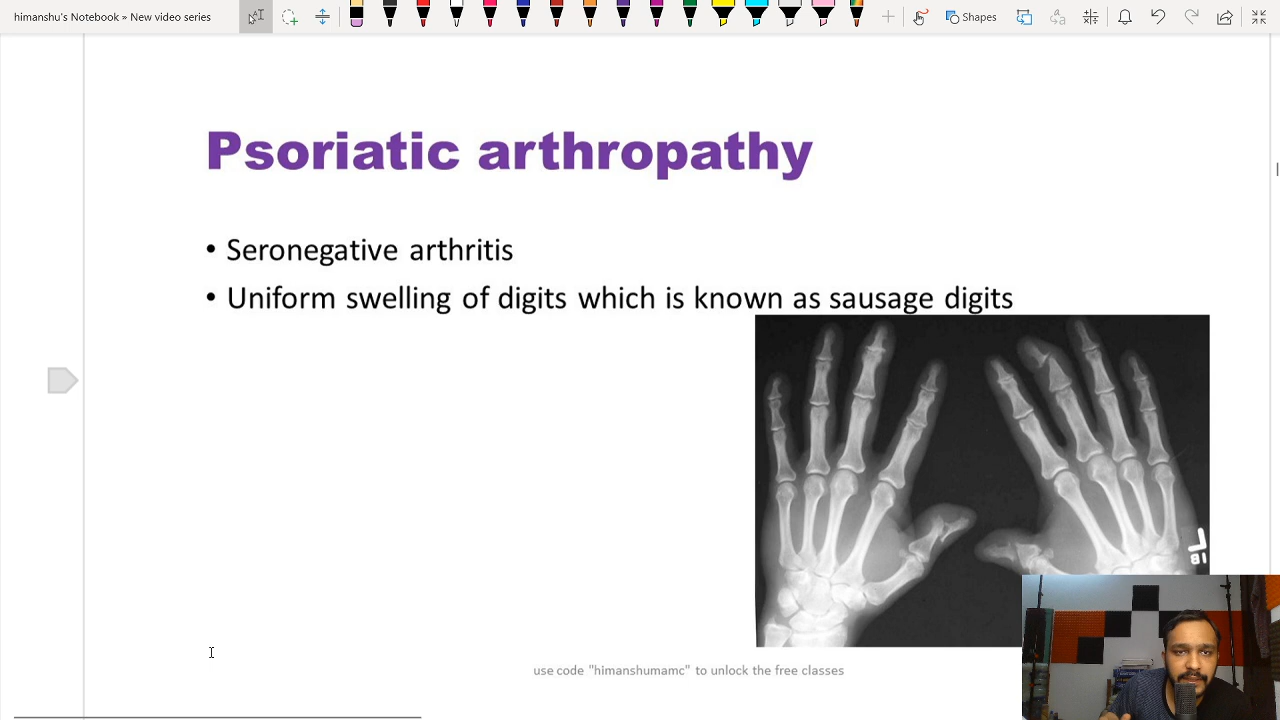 himanshu's Notebook » New video series
Shapes
Psoriatic arthropathy
• Seronegative arthritis
• Uniform swelling of digits which is known as sausage digits
L
81
use code "himanshumamc" to unlock the free classes